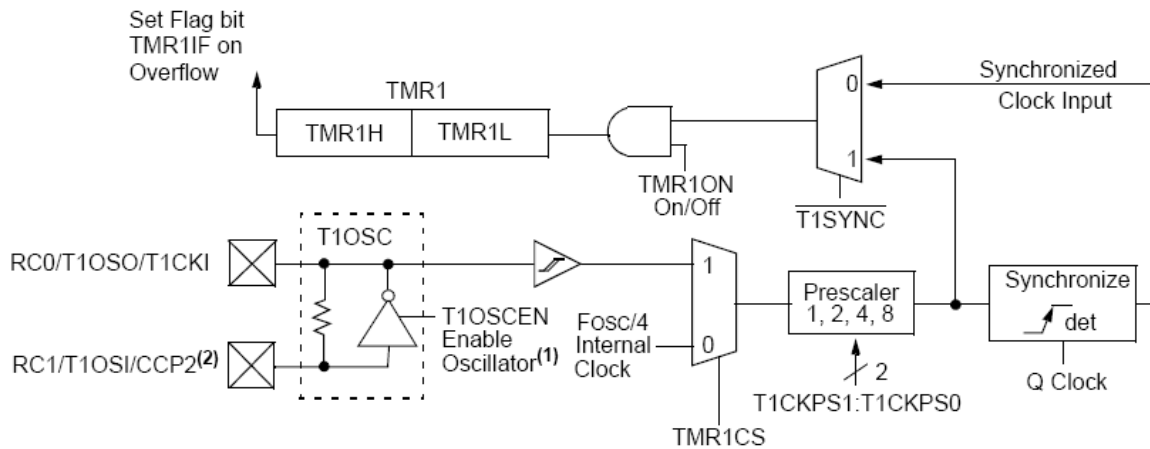 Set Flag bit
TMR1IF on
Overflow
TMR1
TMR1H
TMR1L
0
1
Synchronized
Clock Input
TMR1ON
On/Off
T1SYNC
T1OSC
RC0/T1OSO/T1CKI
RC1/T1OSI/CCP2(2)
T1OSCEN
Enable
Oscillator(1)
FOSC/4
Internal
Clock
1
0
TMR1CS
Prescaler
1, 2, 4, 8
2
T1CKPS1:T1CKPS0
Synchronize
det
Q Clock